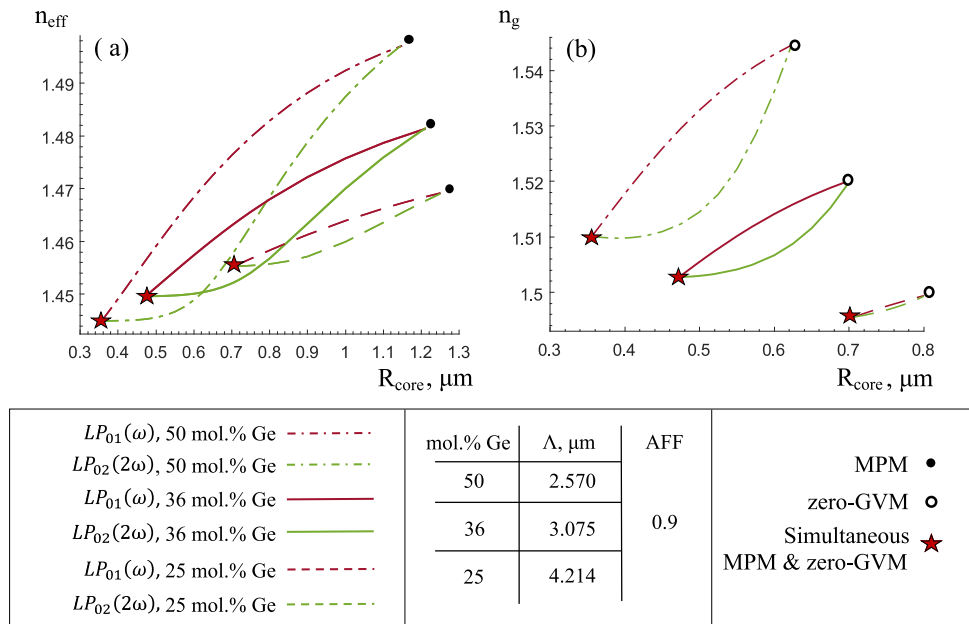 n_eff
( a)
1.49
1.48
1.47
1.46
1.45
0.3 0.4 0.5 0.6 0.7 0.8 0.9 1 1.1 1.2 1.3
R_core, μm
n_g
(b)
1.54
1.53
1.52
1.51
1.5
0.3 0.4 0.5 0.6 0.7 0.8
R_core, μm
LP₀₁(ω), 50 mol.% Ge
LP₀₂(2ω), 50 mol.% Ge
LP₀₁(ω), 36 mol.% Ge
LP₀₂(2ω), 36 mol.% Ge
LP₀₁(ω), 25 mol.% Ge
LP₀₂(2ω), 25 mol.% Ge
mol.% Ge Λ, μm AFF
50 2.570
36 3.075 0.9
25 4.214
MPM
zero-GVM
Simultaneous
MPM & zero-GVM